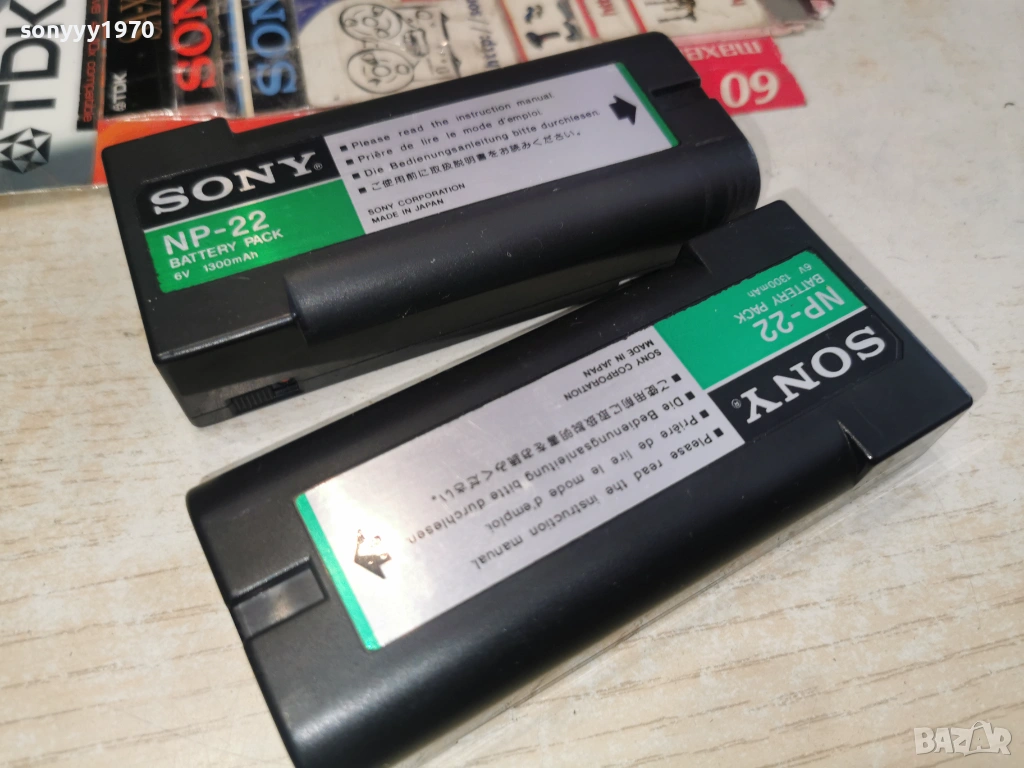 sonyyy1970
TDK
TDK
SONY
SONY
maxell
60
SONY®
NP-22
BATTERY PACK
6V 1300mAh
■ Please read the instruction manual.
■ Prière de lire le mode d'emploi.
■ Die Bedienungsanleitung bitte durchlesen.
■ ご使用前に取扱説明書をお読みください。
SONY CORPORATION
MADE IN JAPAN
SONY®
NP-22
BATTERY PACK
6V 1300mAh
■ Please read the instruction manual.
■ Prière de lire le mode d'emploi.
■ Die Bedienungsanleitung bitte durchlesen.
■ ご使用前に取扱説明書をお読みください。
SONY CORPORATION
MADE IN JAPAN
BAZAR